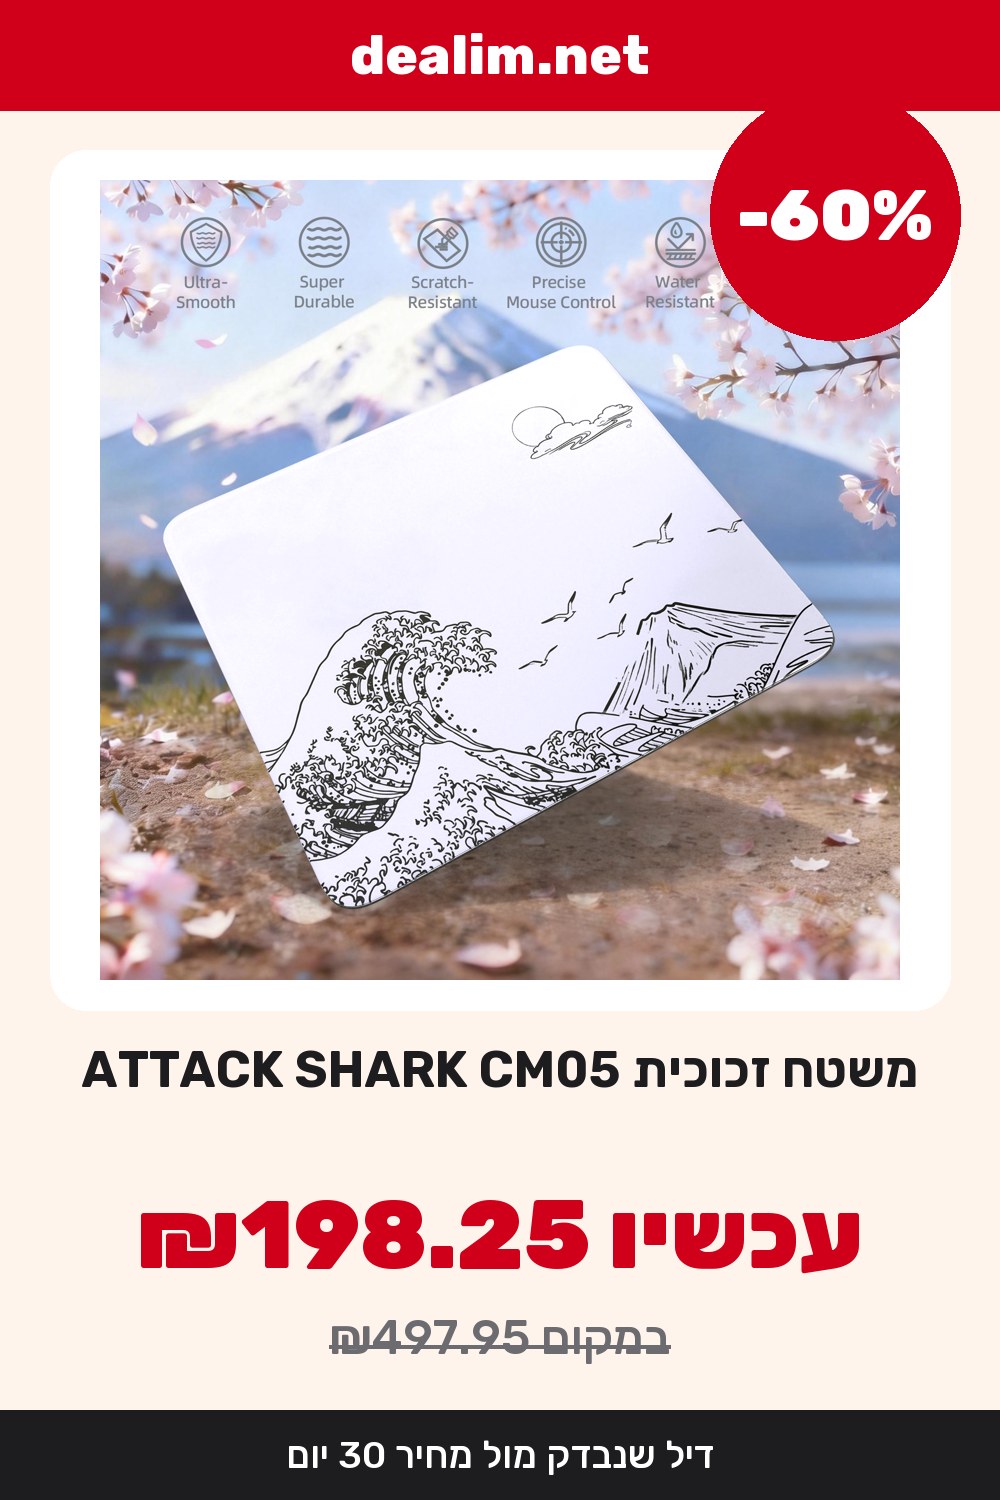 dealim.net
-60%
Ultra-
Smooth
Super
Durable
Scratch-
Resistant
Precise
Mouse Control
Water
Resistant
משטח זכוכית ATTACK SHARK CM05
עכשיו 198.25₪
במקום 497.95₪
דיל שנבדק מול מחיר 30 יום